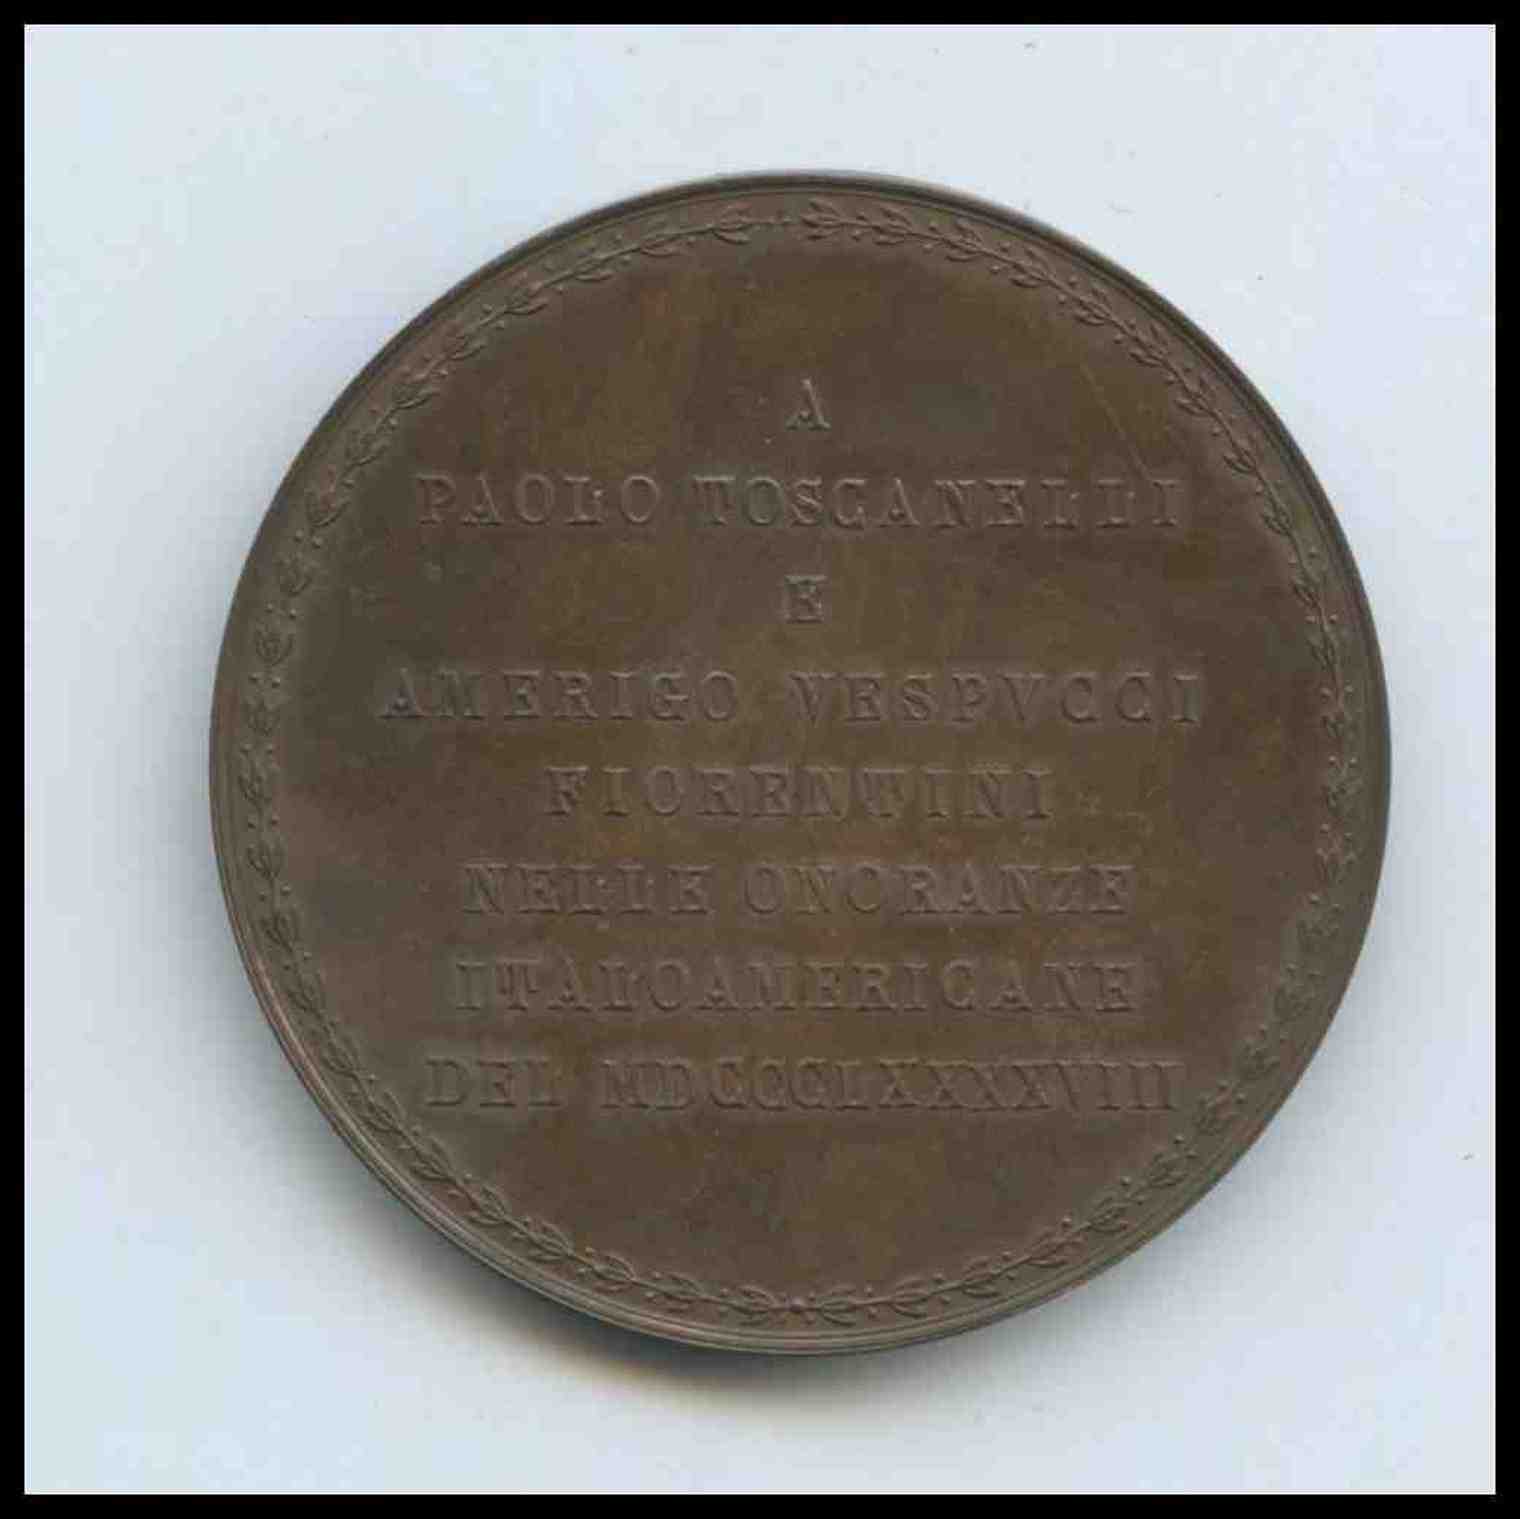 A
PAOLO TOSCANELLI
E
AMERIGO VESPVCCI
FIORENTINI
NELLE ONORANZE
ITALOAMERICANE
DEL MDCCCLXXXXVIII